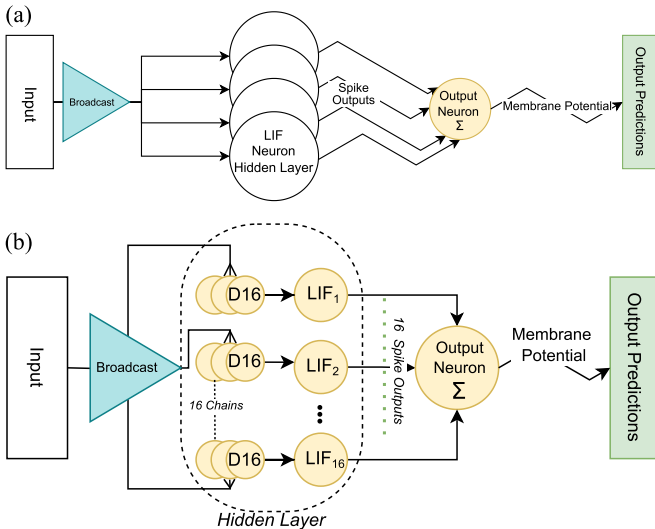 (a)
Input
Broadcast
LIF
Neuron
Hidden Layer
Spike
Outputs
Output
Neuron
Σ
Membrane Potential
Output Predictions
(b)
Input
Broadcast
D16
LIF1
D16
LIF2
16 Chains
D16
LIF16
Hidden Layer
16 Spike Outputs
Output
Neuron
Σ
Membrane
Potential
Output Predictions